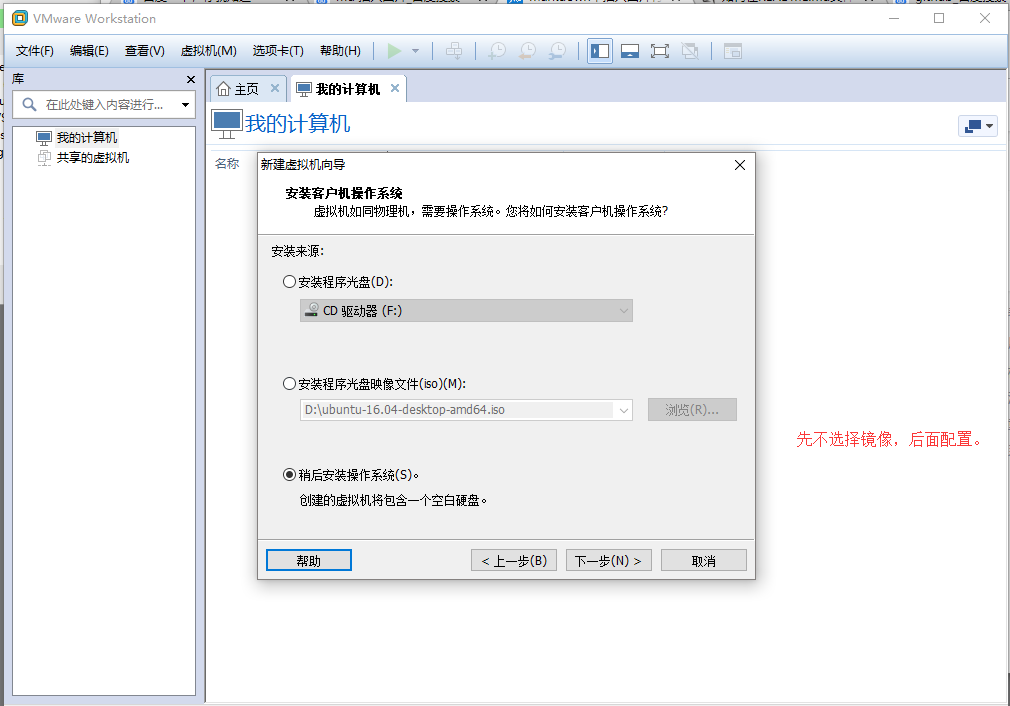 VMware Workstation
文件(F) 编辑(E) 查看(V) 虚拟机(M) 选项卡(T) 帮助(H)
库
在此处键入内容进行...
我的计算机
共享的虚拟机
主页 我的计算机
我的计算机
名称
新建虚拟机向导
安装客户机操作系统
虚拟机如同物理机，需要操作系统。您将如何安装客户机操作系统?
安装来源:
安装程序光盘(D):
CD 驱动器 (F:)
安装程序光盘映像文件(iso)(M):
D:\ubuntu-16.04-desktop-amd64.iso
浏览(R)...
稍后安装操作系统(S)。
创建的虚拟机将包含一个空白硬盘。
帮助
< 上一步(B) 下一步(N) > 取消
先不选择镜像，后面配置。